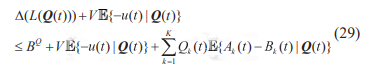 Δ(L(Q(t)))+V𝔼{-u(t)|Q(t)}
≤B^Q+V𝔼{-u(t)|Q(t)}+∑_{k=1}^{K}Q_k(t)𝔼{A_k(t)-B_k(t)|Q(t)} (29)